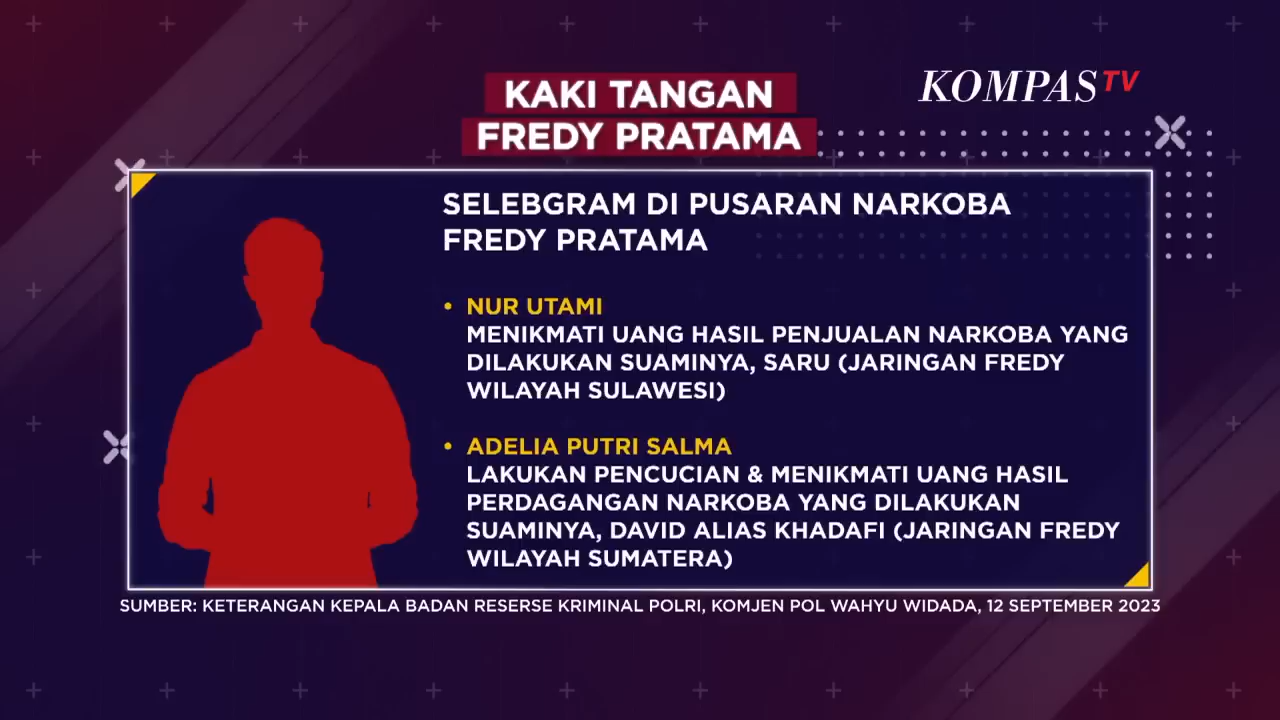 KOMPAS TV
KAKI TANGAN
FREDY PRATAMA
SELEBGRAM DI PUSARAN NARKOBA
FREDY PRATAMA
• NUR UTAMI
MENIKMATI UANG HASIL PENJUALAN NARKOBA YANG
DILAKUKAN SUAMINYA, SARU (JARINGAN FREDY
WILAYAH SULAWESI)
• ADELIA PUTRI SALMA
LAKUKAN PENCUCIAN & MENIKMATI UANG HASIL
PERDAGANGAN NARKOBA YANG DILAKUKAN
SUAMINYA, DAVID ALIAS KHADAFI (JARINGAN FREDY
WILAYAH SUMATERA)
SUMBER: KETERANGAN KEPALA BADAN RESERSE KRIMINAL POLRI, KOMJEN POL WAHYU WIDADA, 12 SEPTEMBER 2023